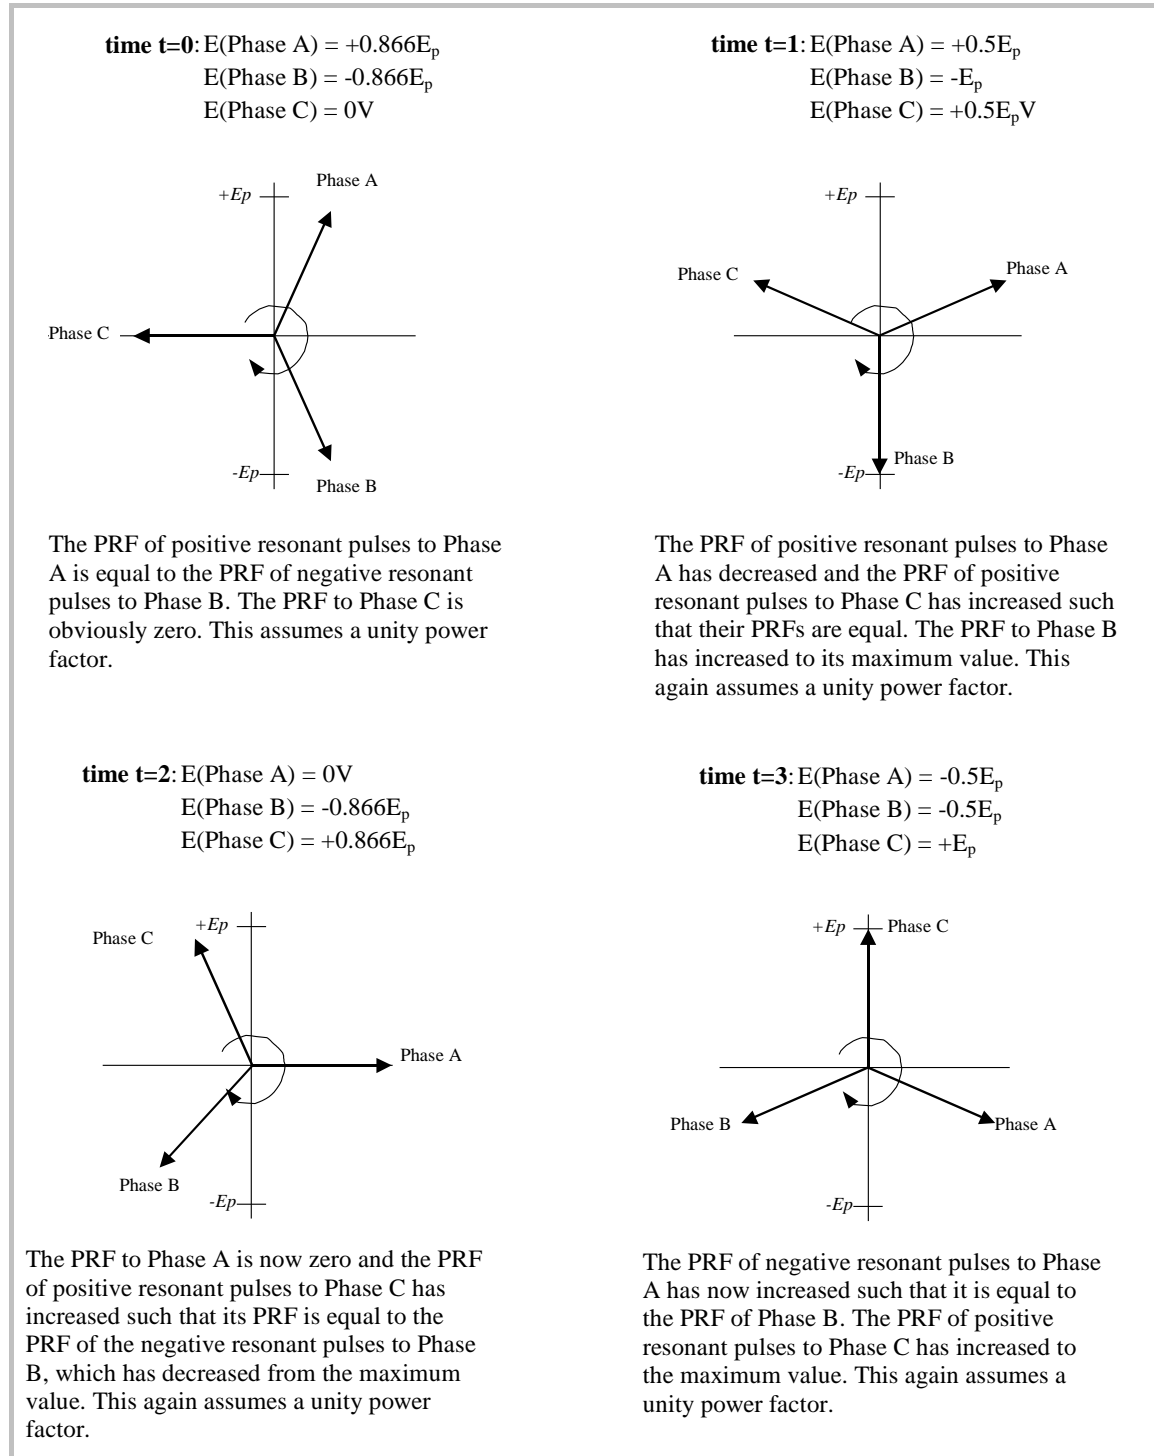 time t=0: E(Phase A) = +0.866Ep
E(Phase B) = -0.866Ep
E(Phase C) = 0V
+Ep
Phase A
Phase C
-Ep
Phase B
The PRF of positive resonant pulses to Phase
A is equal to the PRF of negative resonant
pulses to Phase B. The PRF to Phase C is
obviously zero. This assumes a unity power
factor.
time t=1: E(Phase A) = +0.5Ep
E(Phase B) = -Ep
E(Phase C) = +0.5EpV
+Ep
Phase C
Phase A
-Ep
Phase B
The PRF of positive resonant pulses to Phase
A has decreased and the PRF of positive
resonant pulses to Phase C has increased such
that their PRFs are equal. The PRF to Phase B
has increased to its maximum value. This
again assumes a unity power factor.
time t=2: E(Phase A) = 0V
E(Phase B) = -0.866Ep
E(Phase C) = +0.866Ep
+Ep
Phase C
Phase A
Phase B
-Ep
The PRF to Phase A is now zero and the PRF
of positive resonant pulses to Phase C has
increased such that its PRF is equal to the
PRF of the negative resonant pulses to Phase
B, which has decreased from the maximum
value. This again assumes a unity power
factor.
time t=3: E(Phase A) = -0.5Ep
E(Phase B) = -0.5Ep
E(Phase C) = +Ep
+Ep
Phase C
Phase B
Phase A
-Ep
The PRF of negative resonant pulses to Phase
A has now increased such that it is equal to
the PRF of Phase B. The PRF of positive
resonant pulses to Phase C has increased to
the maximum value. This again assumes a
unity power factor.